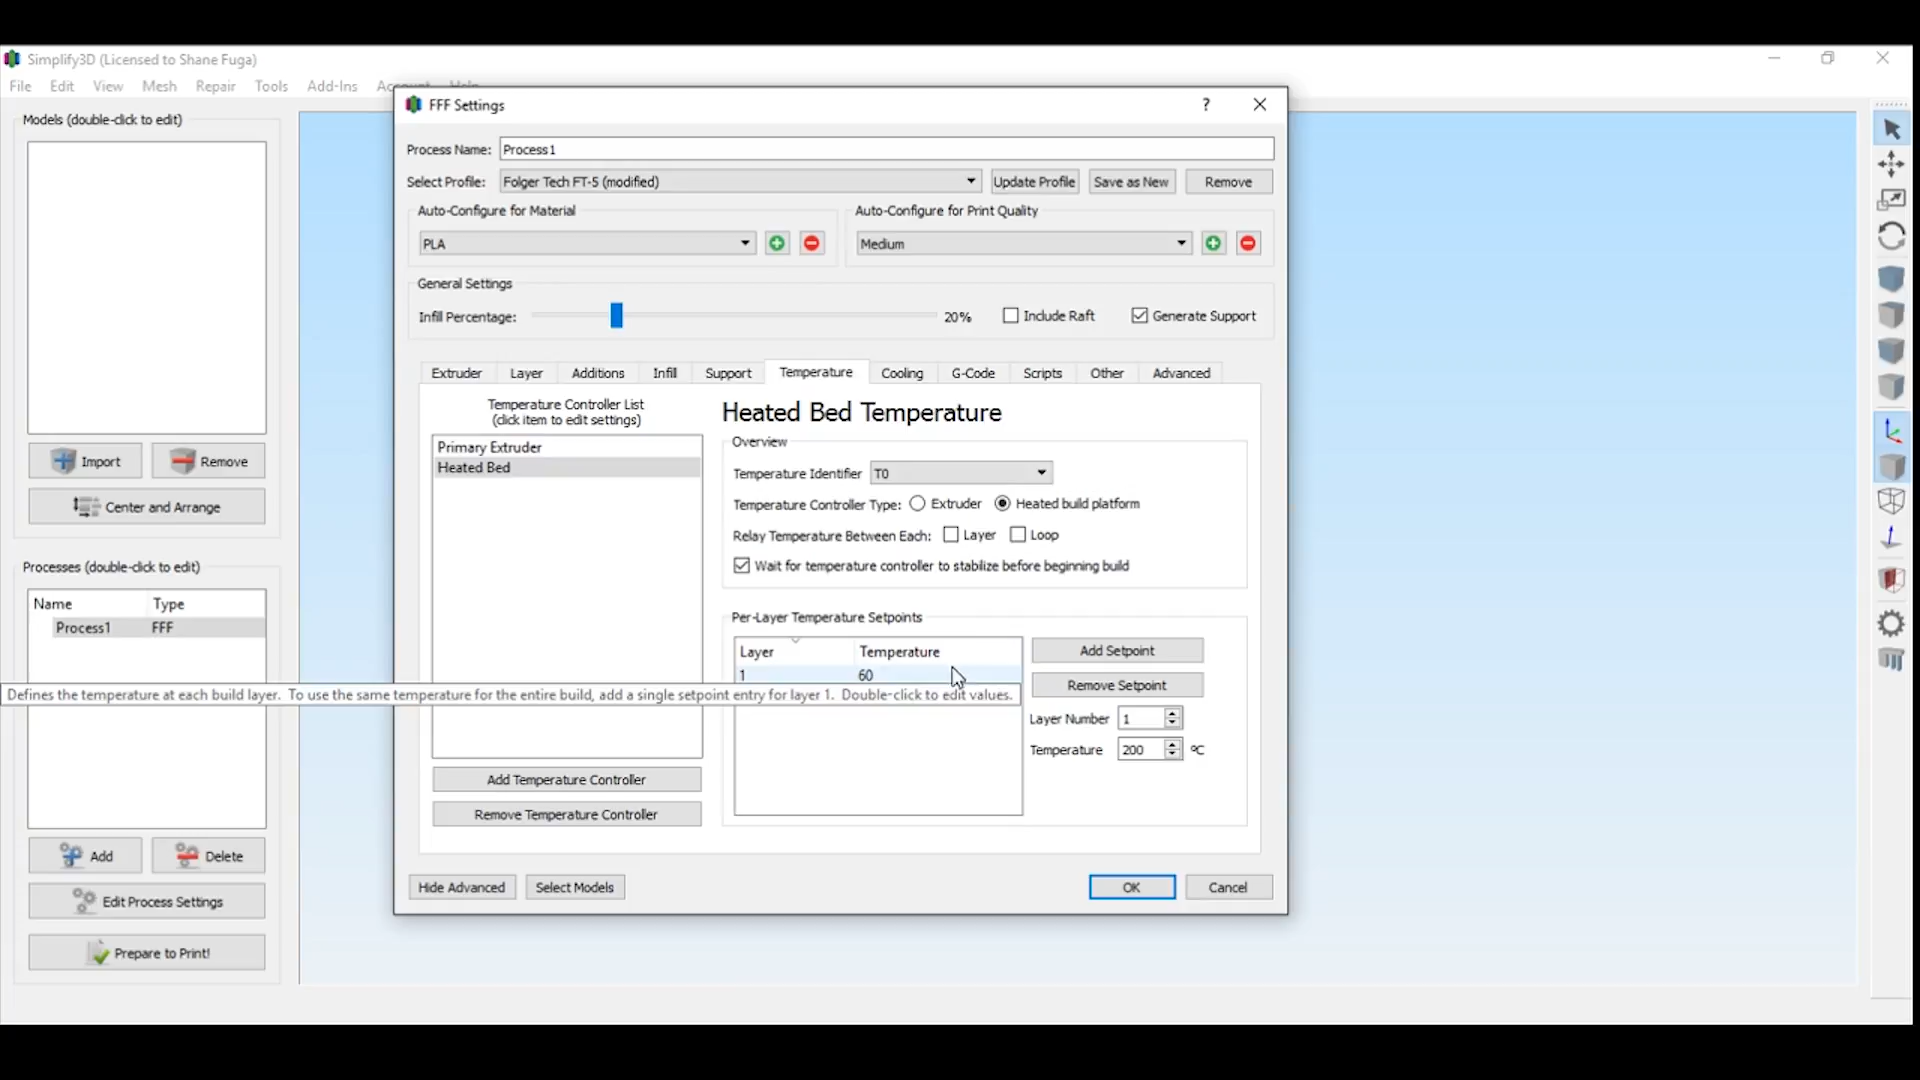 Simplify3D (Licensed to Shane Fuga)
File Edit View Mesh Repair Tools Add-Ins Account Help
Models (double-click to edit)
Import
Remove
Center and Arrange
Processes (double-click to edit)
Name Type
Process1 FFF
Add
Delete
Edit Process Settings
Prepare to Print!
FFF Settings
?
Process Name: Process1
Select Profile: Folger Tech FT-5 (modified) Update Profile Save as New Remove
Auto-Configure for Material
PLA
Auto-Configure for Print Quality
Medium
General Settings
Infill Percentage: 20% Include Raft Generate Support
Extruder Layer Additions Infill Support Temperature Cooling G-Code Scripts Other Advanced
Temperature Controller List
(click item to edit settings)
Primary Extruder
Heated Bed
Add Temperature Controller
Remove Temperature Controller
Heated Bed Temperature
Overview
Temperature Identifier T0
Temperature Controller Type: Extruder Heated build platform
Relay Temperature Between Each: Layer Loop
Wait for temperature controller to stabilize before beginning build
Per-Layer Temperature Setpoints
Layer Temperature
1 60
Defines the temperature at each build layer. To use the same temperature for the entire build, add a single setpoint entry for layer 1. Double-click to edit values.
Add Setpoint
Remove Setpoint
Layer Number 1
Temperature 200 °C
Hide Advanced Select Models OK Cancel